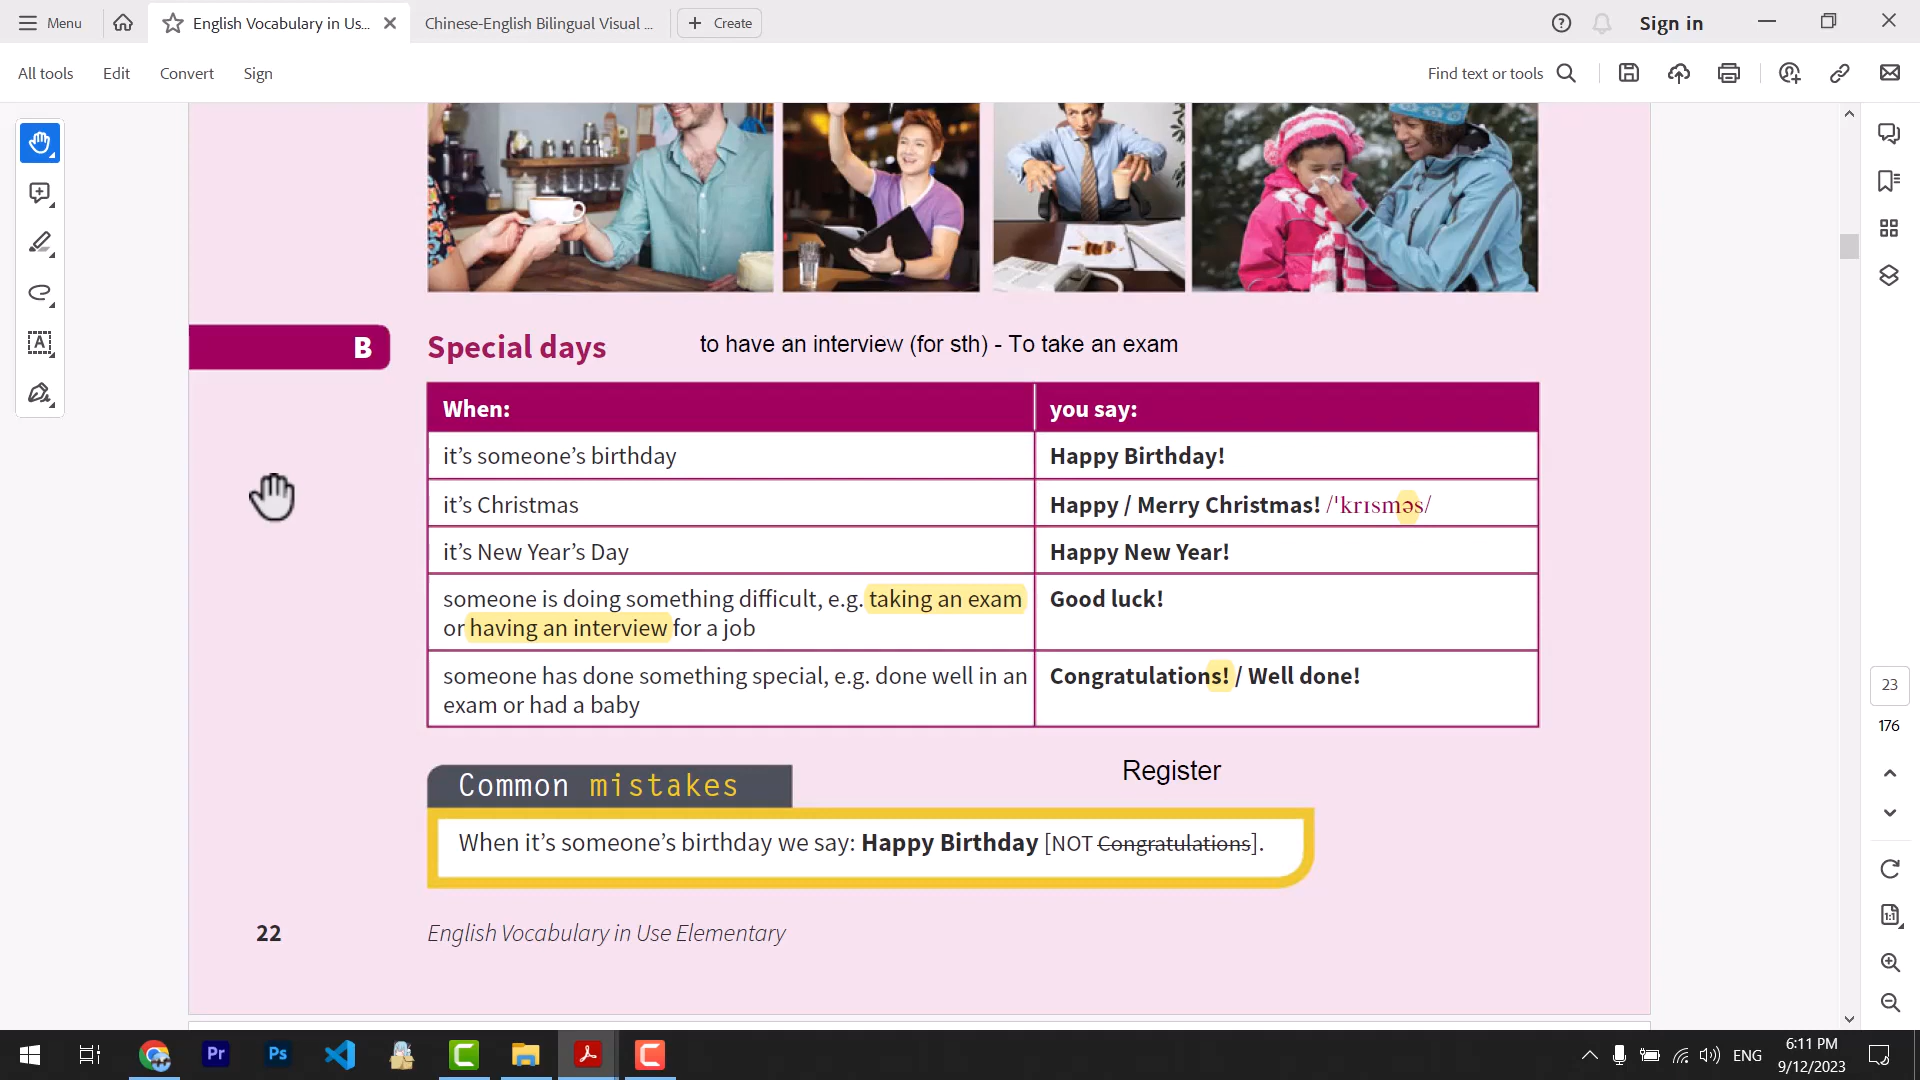 Menu
English Vocabulary in Us...
Chinese-English Bilingual Visual ...
Create
Sign in
All tools
Edit
Convert
Sign
Find text or tools
B
Special days
to have an interview (for sth) - To take an exam
When:
you say:
it's someone's birthday
Happy Birthday!
it's Christmas
Happy / Merry Christmas! /ˈkrɪsməs/
it's New Year's Day
Happy New Year!
someone is doing something difficult, e.g. taking an exam
or having an interview for a job
Good luck!
someone has done something special, e.g. done well in an
exam or had a baby
Congratulations! / Well done!
Register
Common mistakes
When it's someone's birthday we say: Happy Birthday [NOT Congratulations].
22
English Vocabulary in Use Elementary
23
176
Pr
Ps
ENG
6:11 PM
9/12/2023